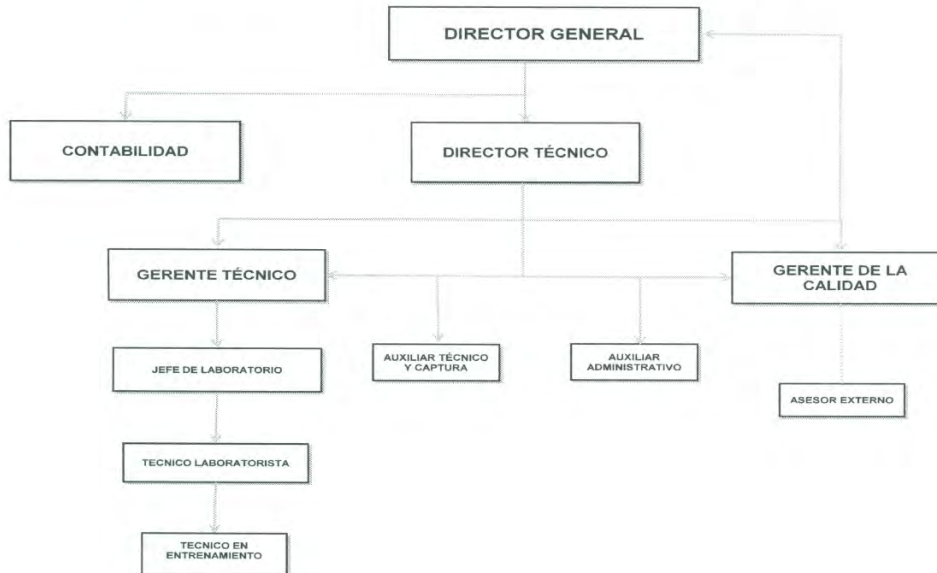 DIRECTOR GENERAL
CONTABILIDAD
DIRECTOR TÉCNICO
GERENTE TÉCNICO
GERENTE DE LA
CALIDAD
JEFE DE LABORATORIO
AUXILIAR TÉCNICO
Y CAPTURA
AUXILIAR
ADMINISTRATIVO
ASESOR EXTERNO
TECNICO LABORATORISTA
TECNICO EN
ENTRENAMIENTO